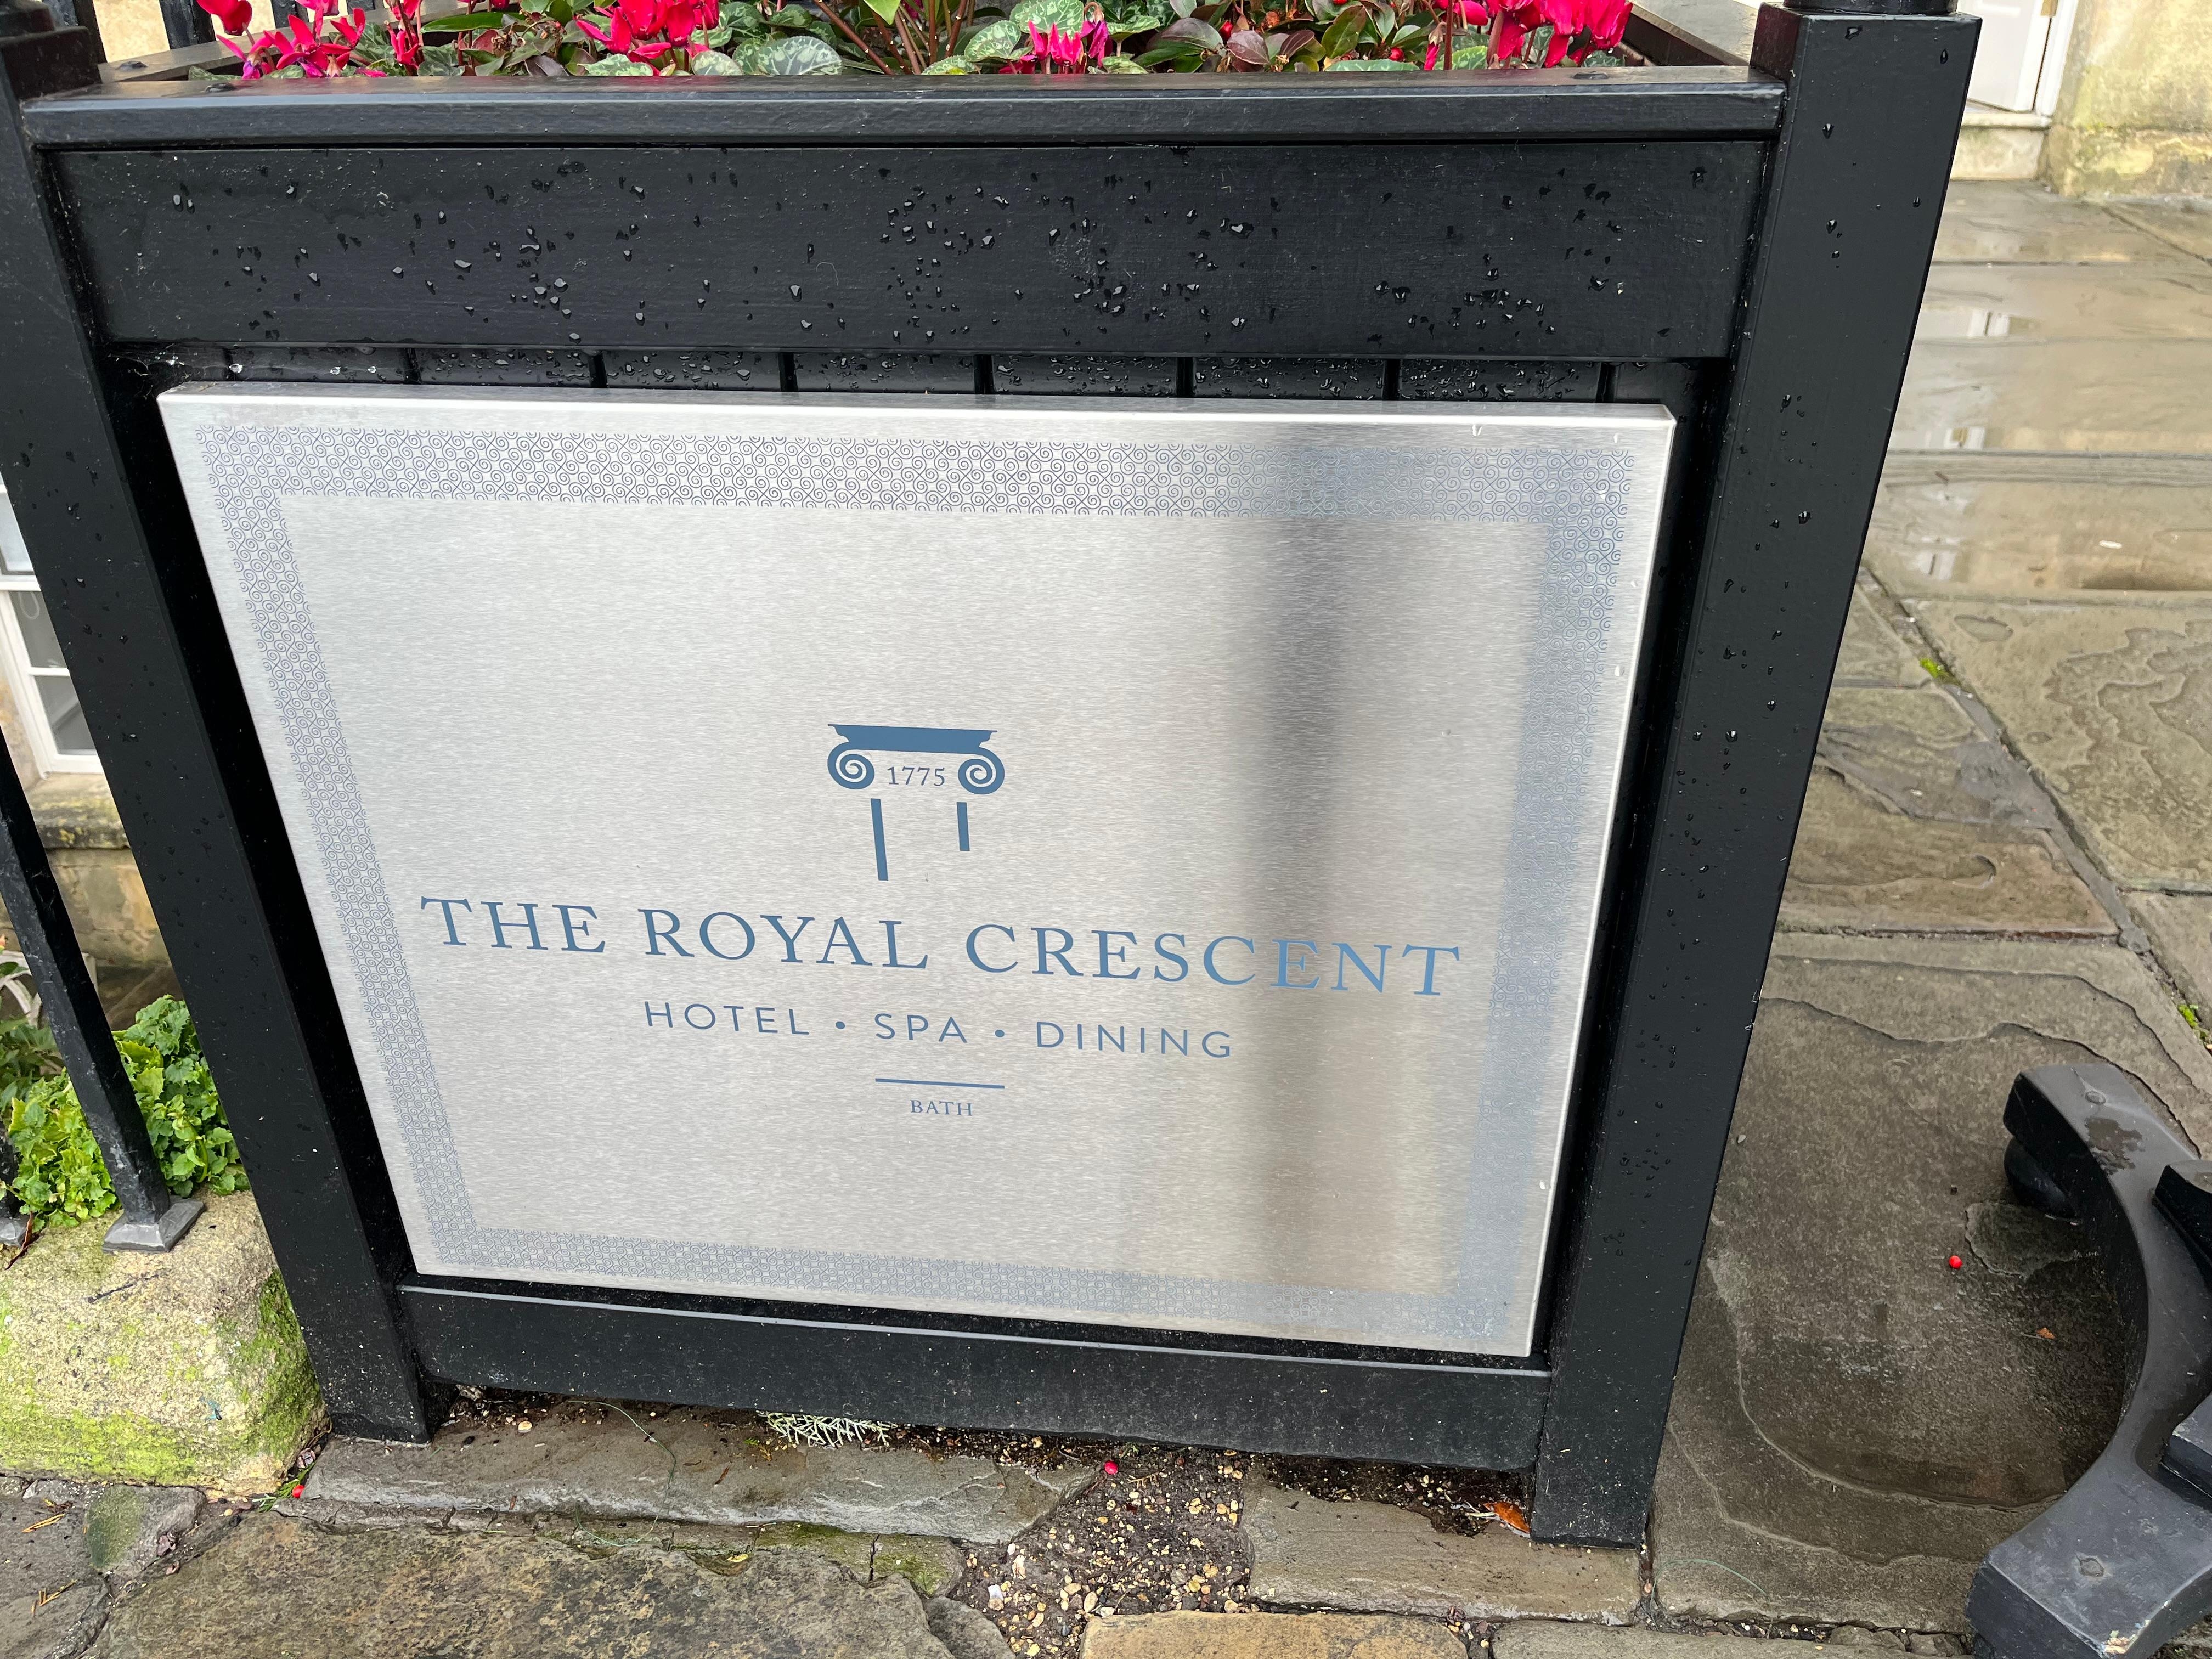 1775
THE ROYAL CRESCENT
HOTEL • SPA • DINING
BATH